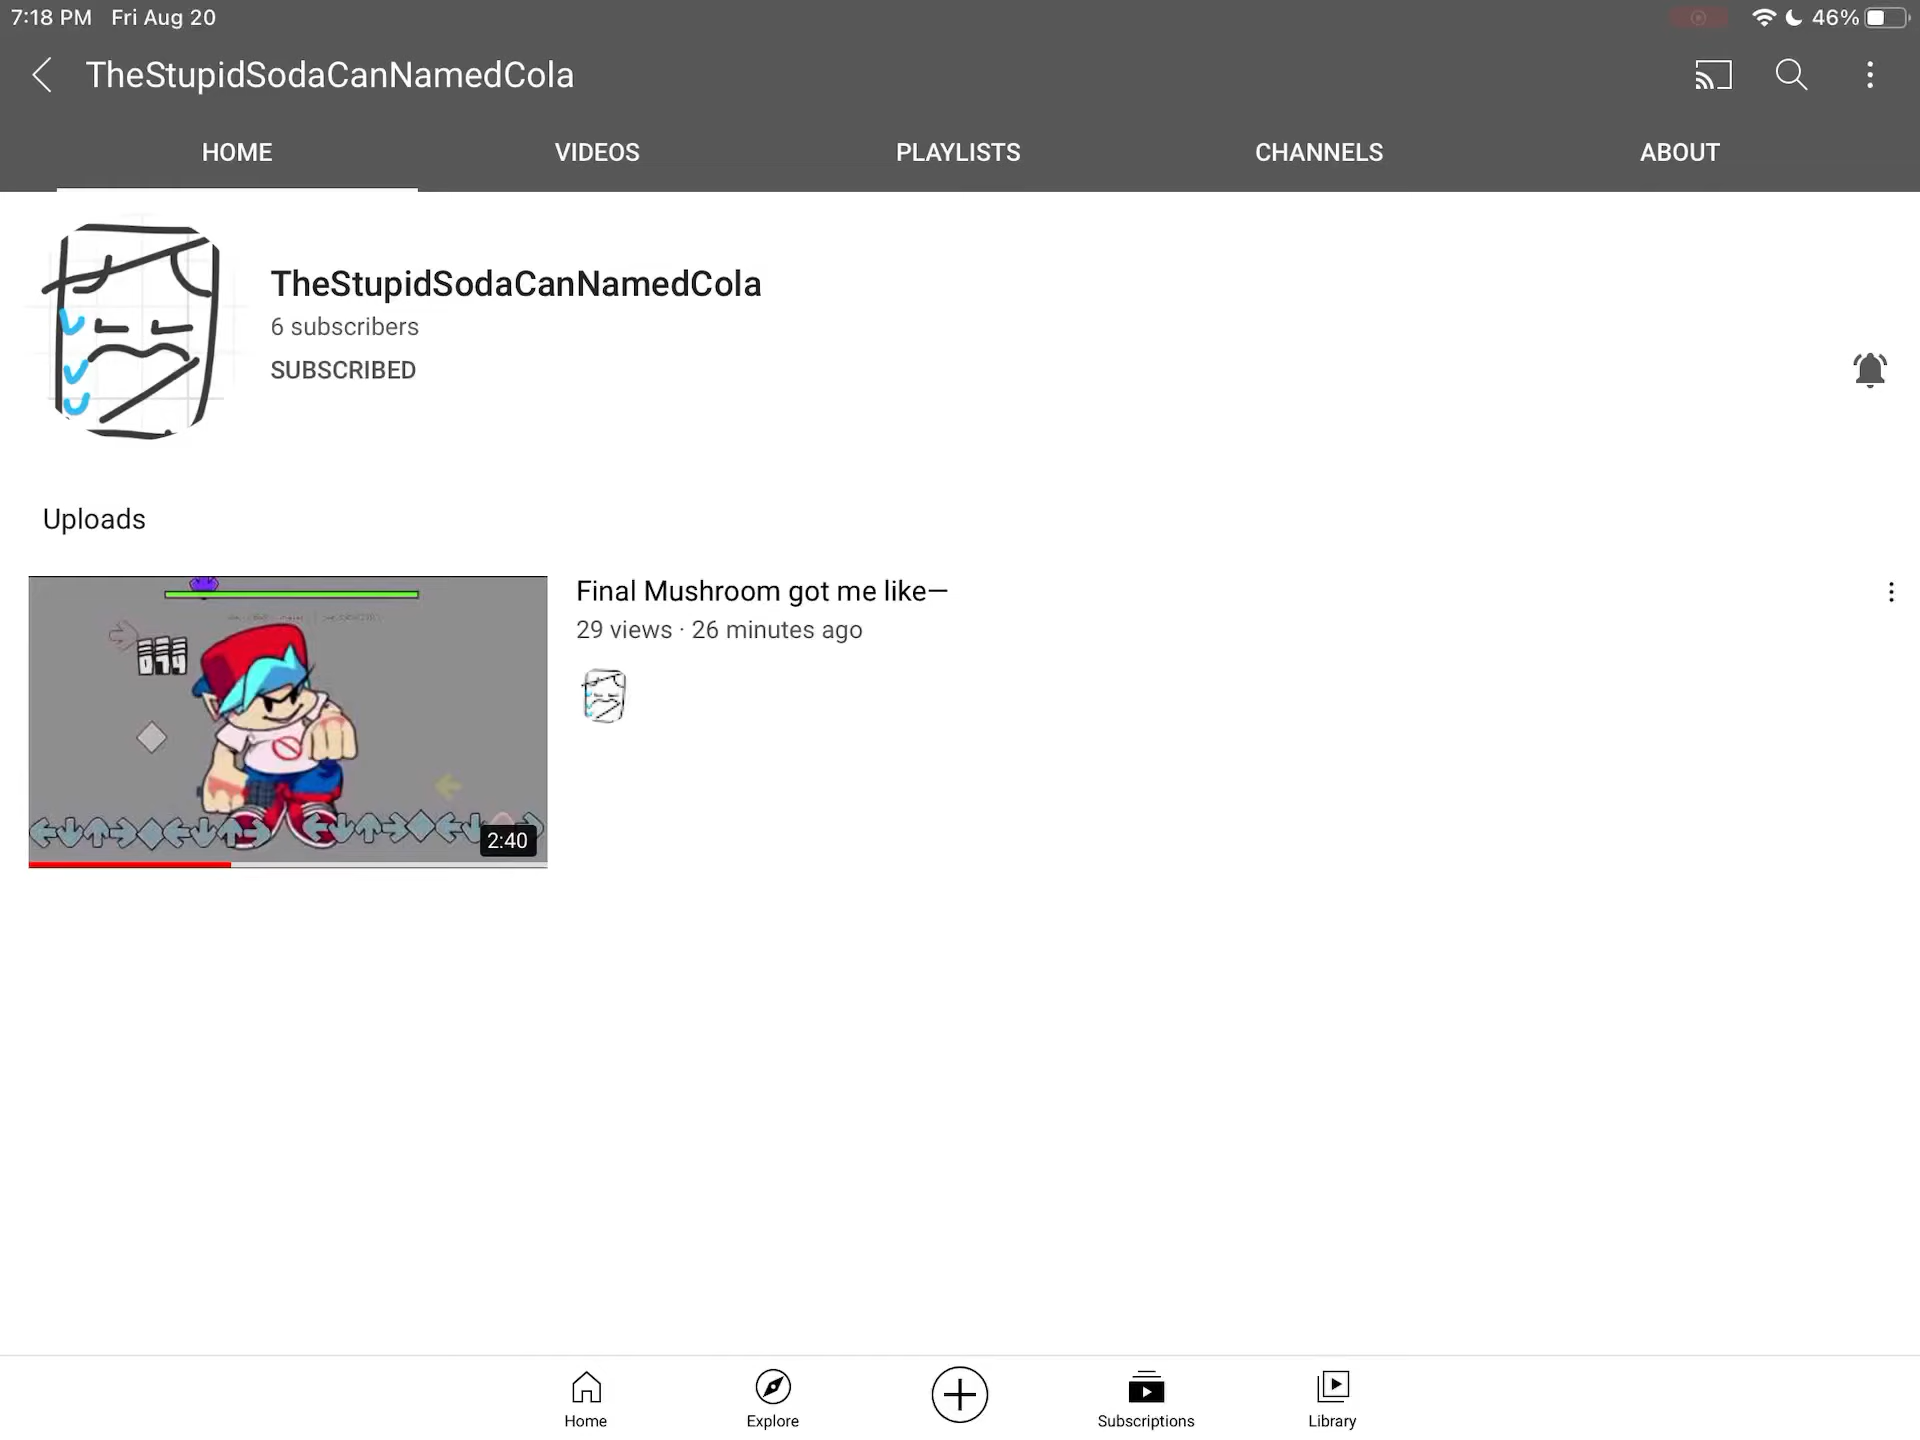 7:18 PM Fri Aug 20
46%
TheStupidSodaCanNamedCola
HOME
VIDEOS
PLAYLISTS
CHANNELS
ABOUT
TheStupidSodaCanNamedCola
6 subscribers
SUBSCRIBED
Uploads
074
2:40
Final Mushroom got me like—
29 views · 26 minutes ago
Home
Explore
Subscriptions
Library